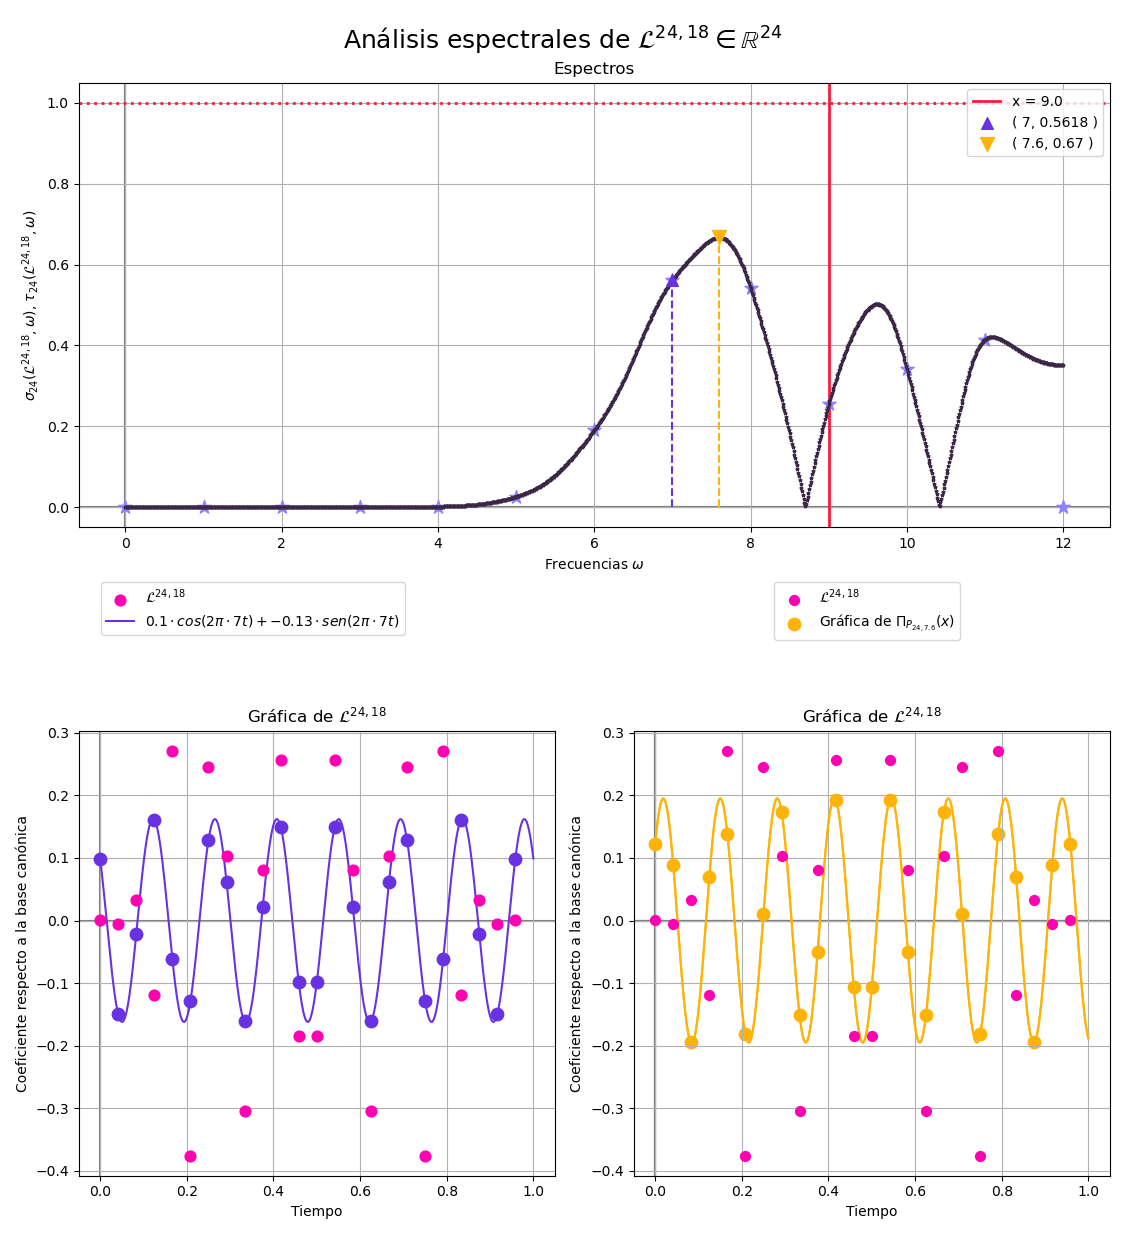 Análisis espectrales de 𝓛^{24,18} ∈ ℝ^{24}
Espectros
σ_{24}(𝓛^{24,18}, ω), τ_{24}(𝓛^{24,18}, ω)
1.0
0.8
0.6
0.4
0.2
0.0
x = 9.0
( 7, 0.5618 )
( 7.6, 0.67 )
0 2 4 6 8 10 12
Frecuencias ω
𝓛^{24,18}
0.1 · cos(2π · 7t) + −0.13 · sen(2π · 7t)
𝓛^{24,18}
Gráfica de Π_{P_{24,7.6}}(x)
Gráfica de 𝓛^{24,18}
Coeficiente respecto a la base canónica
0.3
0.2
0.1
0.0
−0.1
−0.2
−0.3
−0.4
0.0 0.2 0.4 0.6 0.8 1.0
Tiempo
Gráfica de 𝓛^{24,18}
Coeficiente respecto a la base canónica
0.3
0.2
0.1
0.0
−0.1
−0.2
−0.3
−0.4
0.0 0.2 0.4 0.6 0.8 1.0
Tiempo